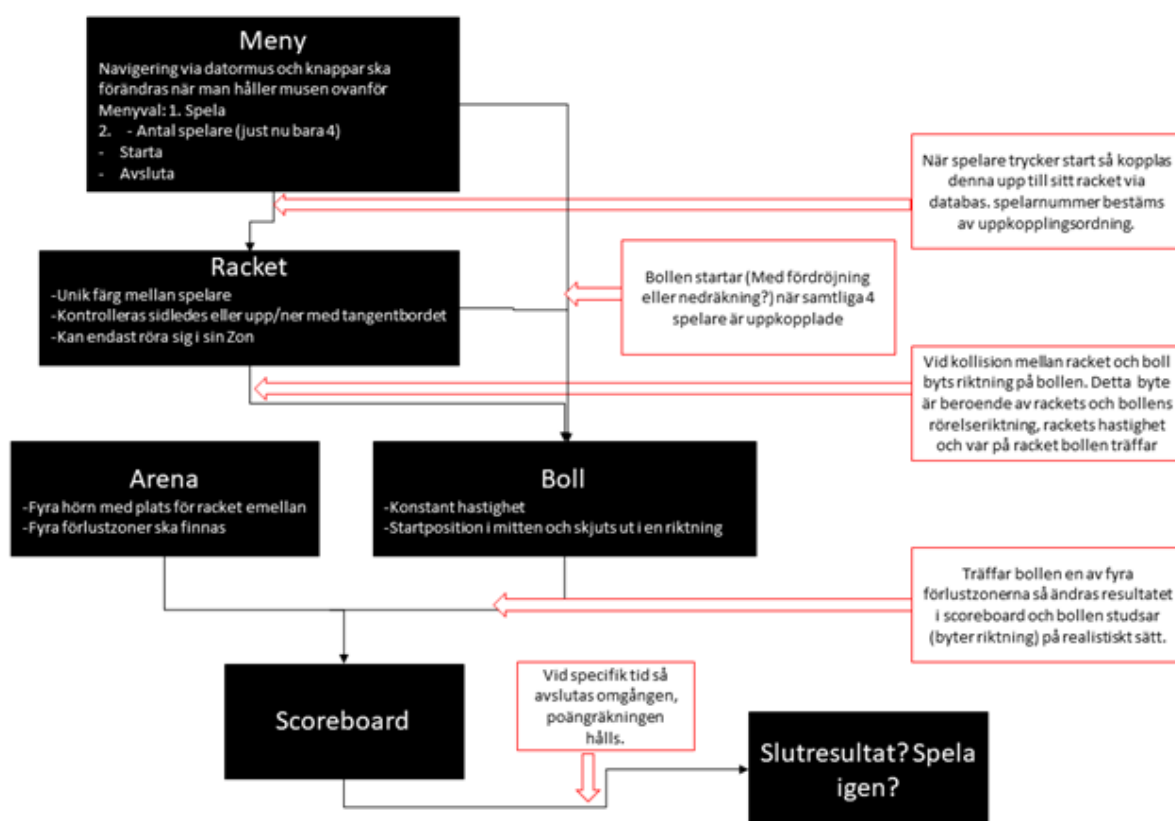 Meny
Navigering via datormus och knappar ska
förändras när man håller musen ovanför
Menyval: 1. Spela
2. - Antal spelare (just nu bara 4)
- Starta
- Avsluta
När spelare trycker start så kopplas
denna upp till sitt racket via
databas. spelarnummer bestäms
av uppkopplingsordning.
Racket
-Unik färg mellan spelare
-Kontrolleras sidledes eller upp/ner med tangentbordet
-Kan endast röra sig i sin Zon
Bollen startar (Med fördröjning
eller nedräkning?) när samtliga 4
spelare är uppkopplade
Vid kollision mellan racket och boll
byts riktning på bollen. Detta byte
är beroende av rackets och bollens
rörelseriktning, rackets hastighet
och var på racket bollen träffar
Arena
-Fyra hörn med plats för racket emellan
-Fyra förlustzoner ska finnas
Boll
-Konstant hastighet
-Startposition i mitten och skjuts ut i en riktning
Träffar bollen en av fyra
förlustzonerna så ändras resultatet
i scoreboard och bollen studsar
(byter riktning) på realistiskt sätt.
Scoreboard
Vid specifik tid så
avslutas omgången,
poängräkningen
hålls.
Slutresultat? Spela
igen?